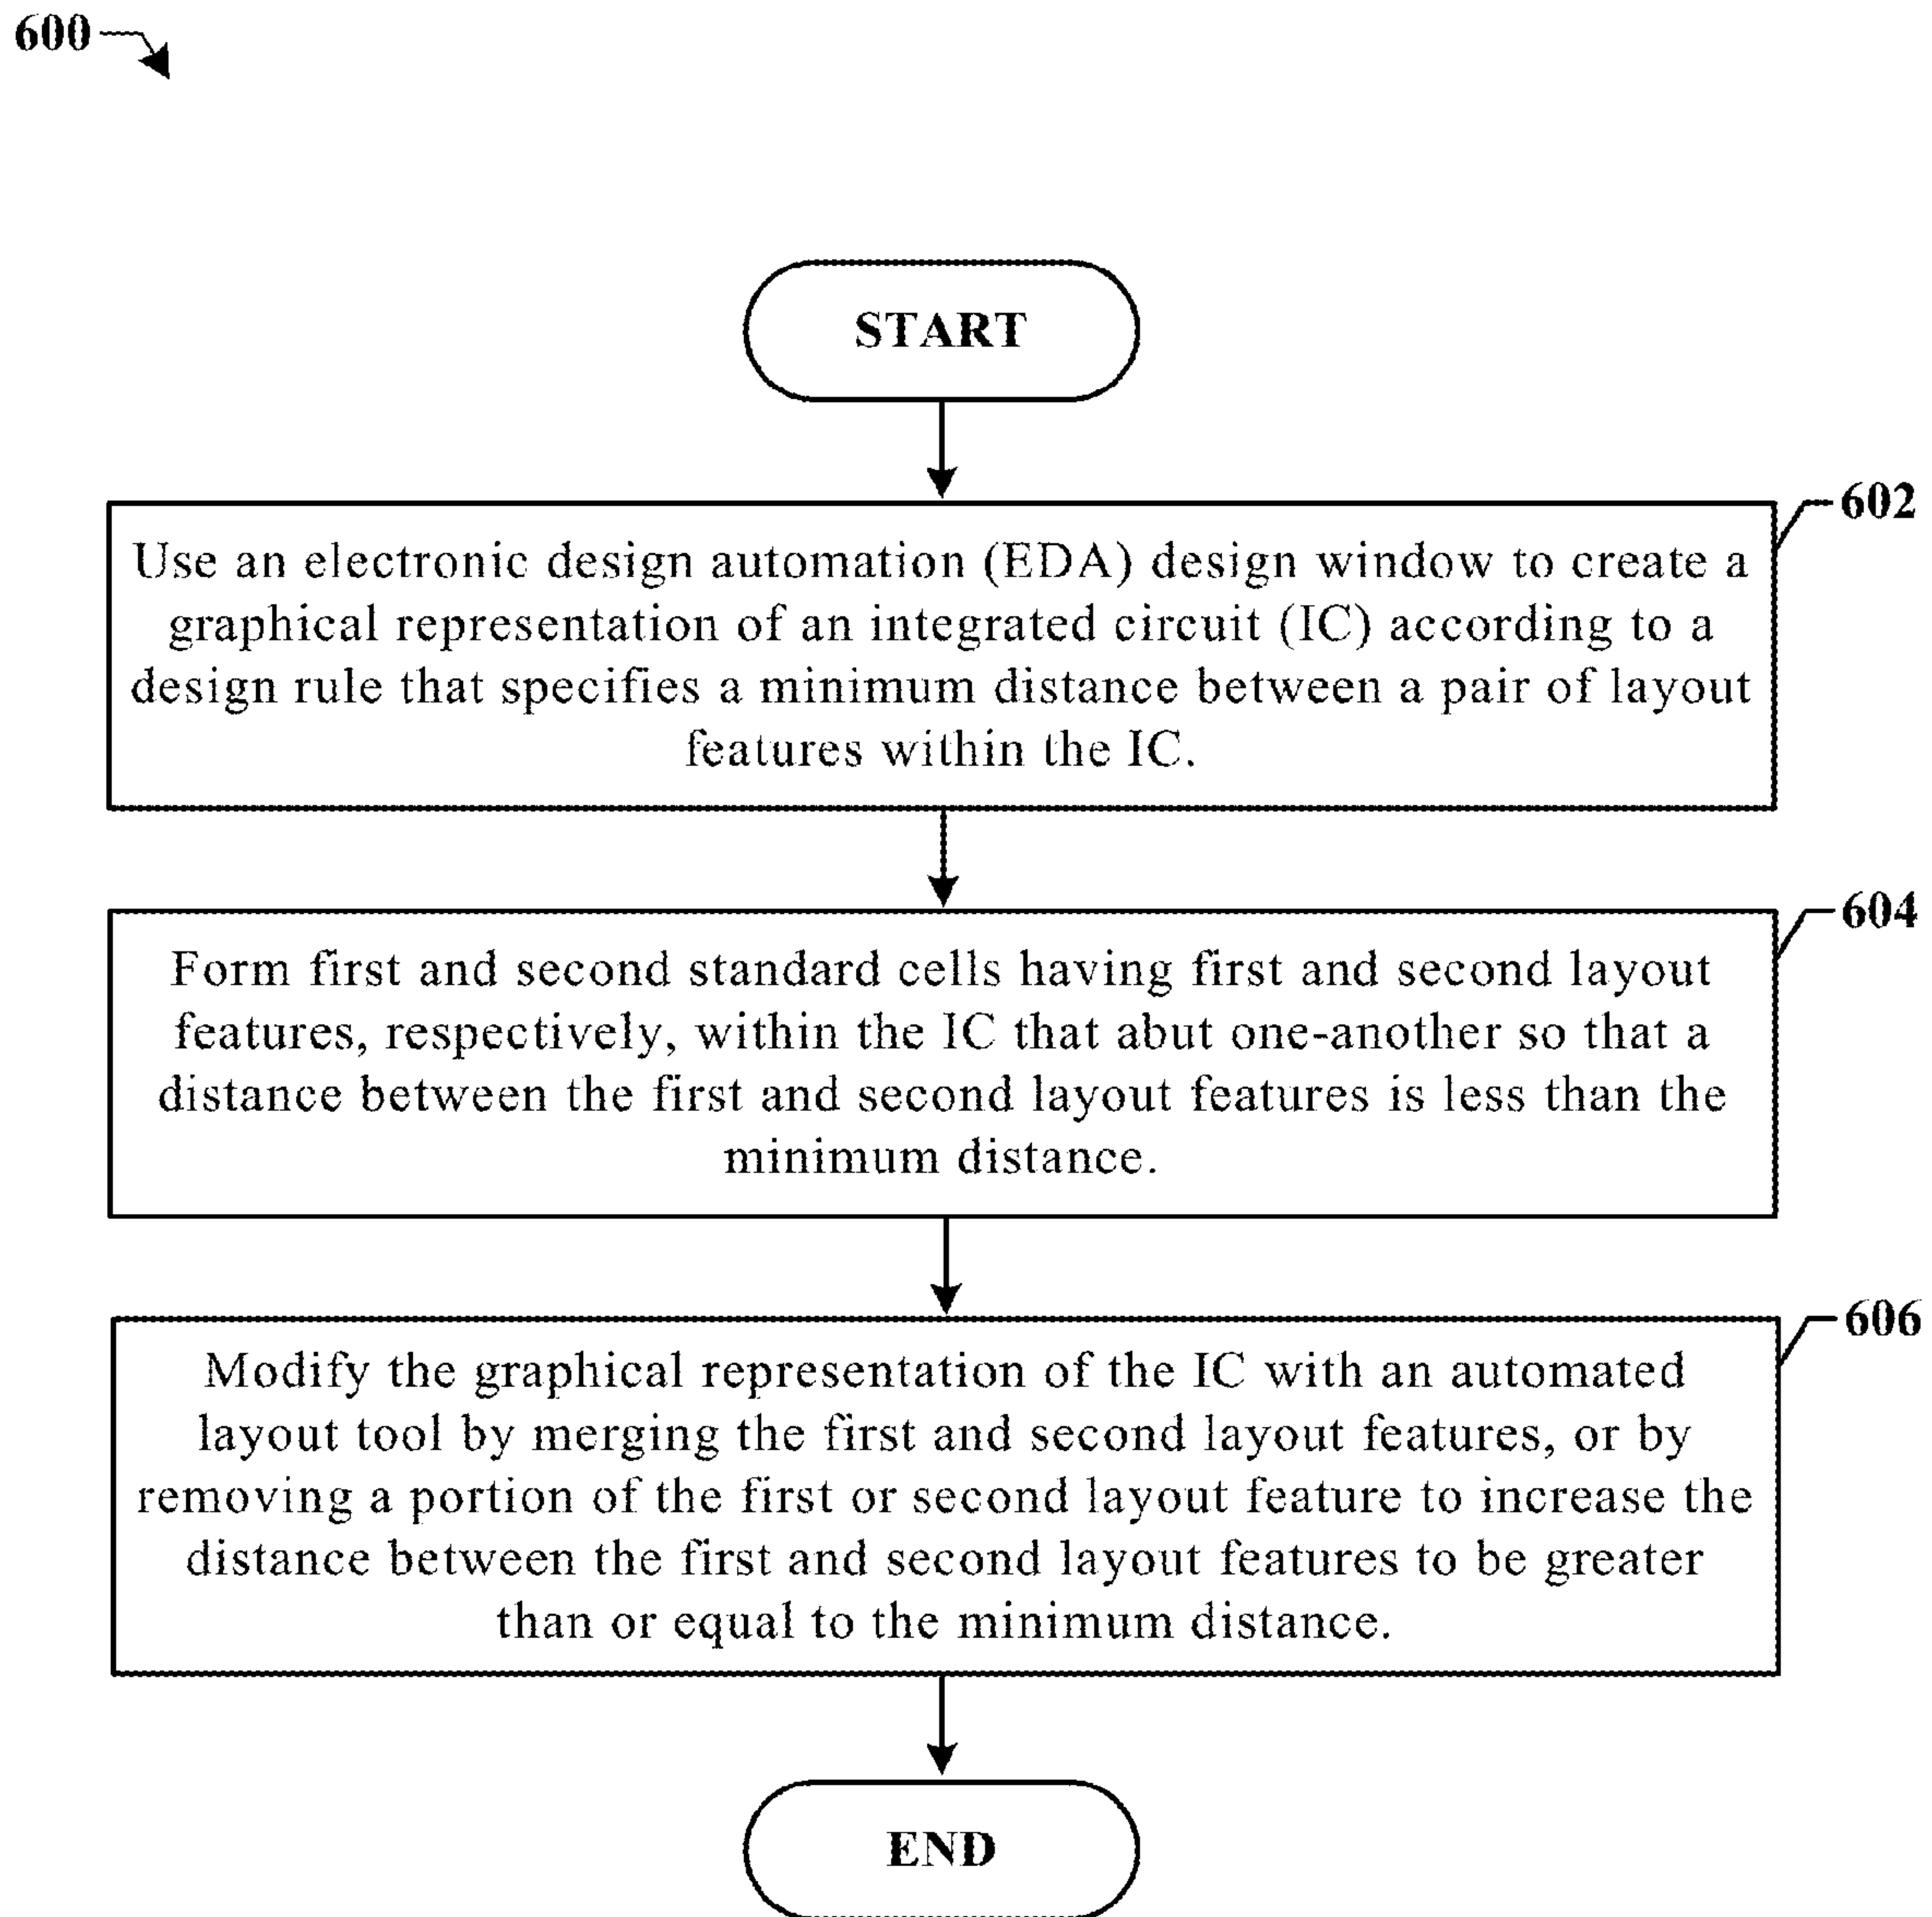 600
START
602
Use an electronic design automation (EDA) design window to create a
graphical representation of an integrated circuit (IC) according to a
design rule that specifies a minimum distance between a pair of layout
features within the IC.
604
Form first and second standard cells having first and second layout
features, respectively, within the IC that abut one-another so that a
distance between the first and second layout features is less than the
minimum distance.
606
Modify the graphical representation of the IC with an automated
layout tool by merging the first and second layout features, or by
removing a portion of the first or second layout feature to increase the
distance between the first and second layout features to be greater
than or equal to the minimum distance.
END